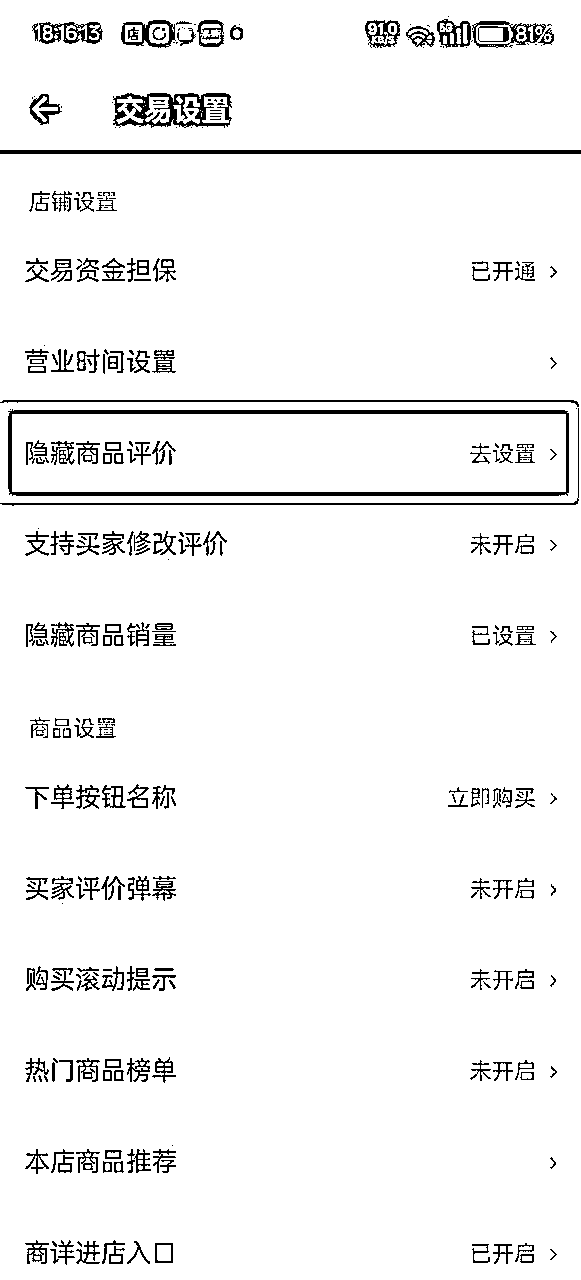 18:16:13 店 91.0 KB/S 5G 81%
交易设置
店铺设置
交易资金担保 已开通
营业时间设置
隐藏商品评价 去设置
支持买家修改评价 未开启
隐藏商品销量 已设置
商品设置
下单按钮名称 立即购买
买家评价弹幕 未开启
购买滚动提示 未开启
热门商品榜单 未开启
本店商品推荐
商详进店入口 已开启